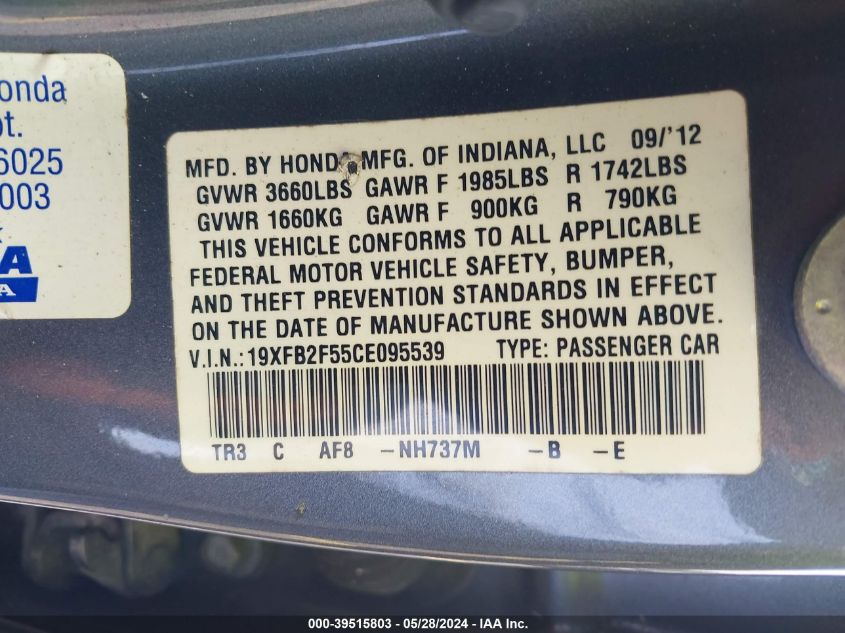 onda
ot.
6025
003
A
A
MFD. BY HOND MFG. OF INDIANA, LLC 09/'12
GVWR 3660LBS GAWR F 1985LBS R 1742LBS
GVWR 1660KG GAWR F 900KG R 790KG
THIS VEHICLE CONFORMS TO ALL APPLICABLE
FEDERAL MOTOR VEHICLE SAFETY, BUMPER,
AND THEFT PREVENTION STANDARDS IN EFFECT
ON THE DATE OF MANUFACTURE SHOWN ABOVE.
V.I.N.:19XFB2F55CE095539 TYPE: PASSENGER CAR
TR3 C AF8 -NH737M -B -E
000-39515803 - 05/28/2024 - IAA Inc.